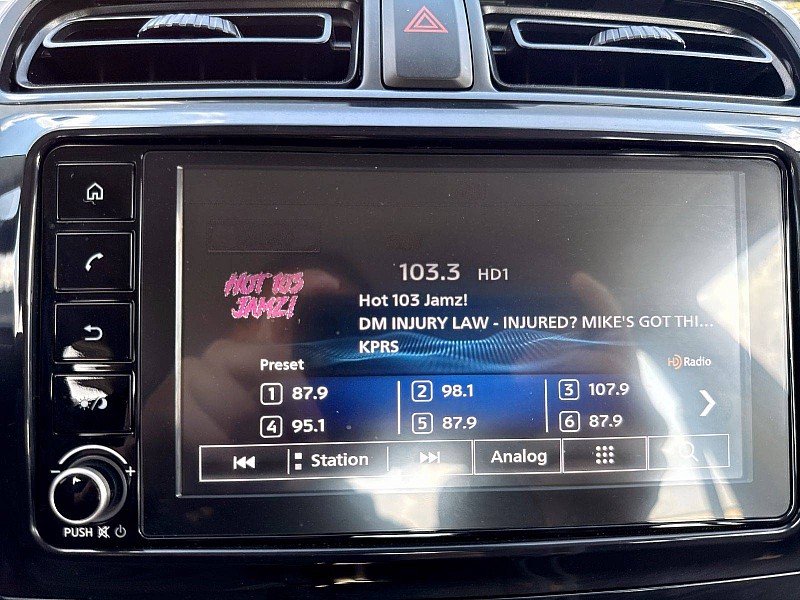 103.3 HD1
HOT 103
JAMZ!
Hot 103 Jamz!
DM INJURY LAW - INJURED? MIKE'S GOT THI...
KPRS
Preset
HD Radio
1 87.9 2 98.1 3 107.9
4 95.1 5 87.9 6 87.9
Station Analog
PUSH